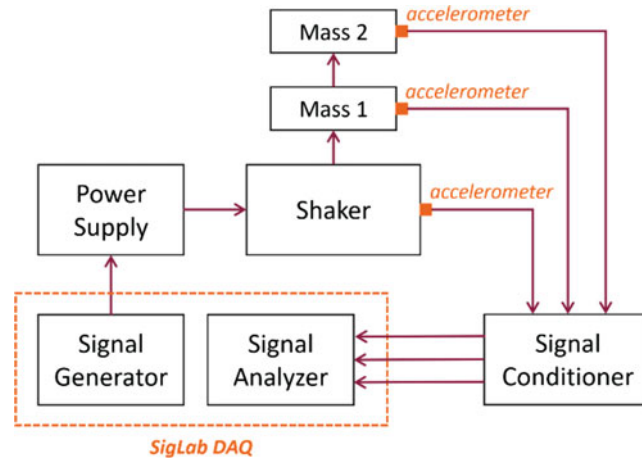 Mass 2
accelerometer
Mass 1
accelerometer
Power
Supply
Shaker
accelerometer
Signal
Generator
Signal
Analyzer
Signal
Conditioner
SigLab DAQ